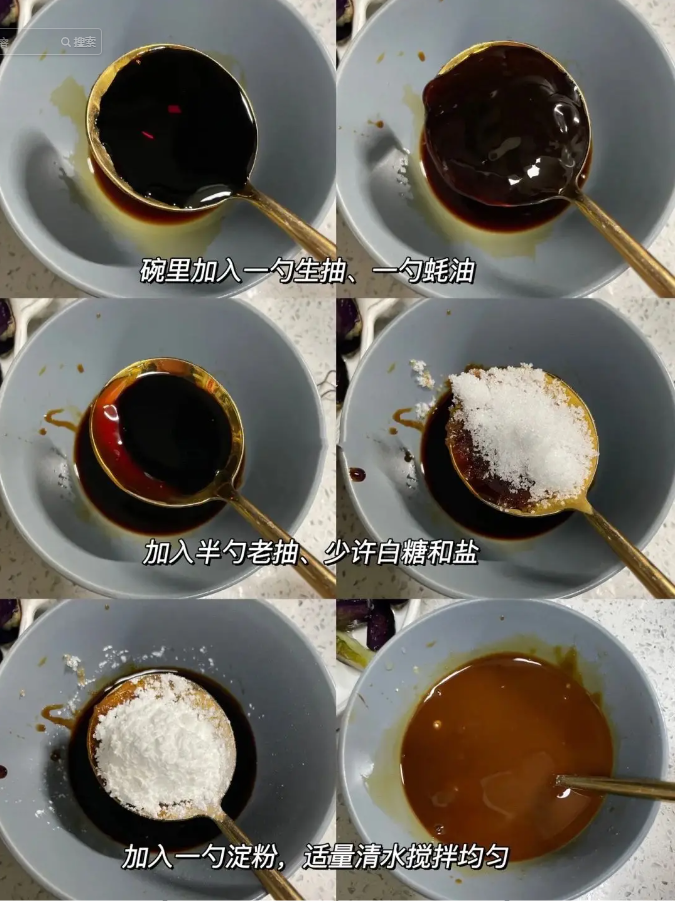 容
搜索
碗里加入一勺生抽、一勺蚝油
加入半勺老抽、少许白糖和盐
加入一勺淀粉，适量清水搅拌均匀